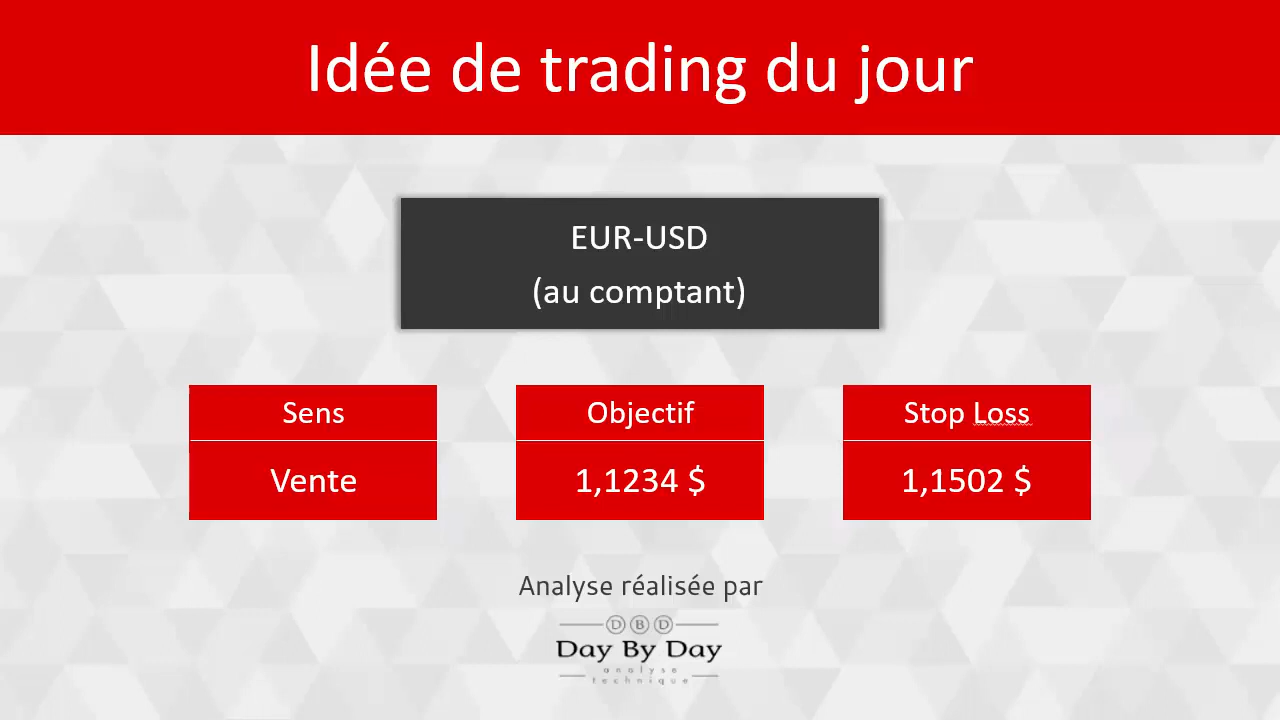 Idée de trading du jour
EUR-USD
(au comptant)
Sens
Vente
Objectif
1,1234 $
Stop Loss
1,1502 $
Analyse réalisée par
D B D
Day By Day
analyse
technique